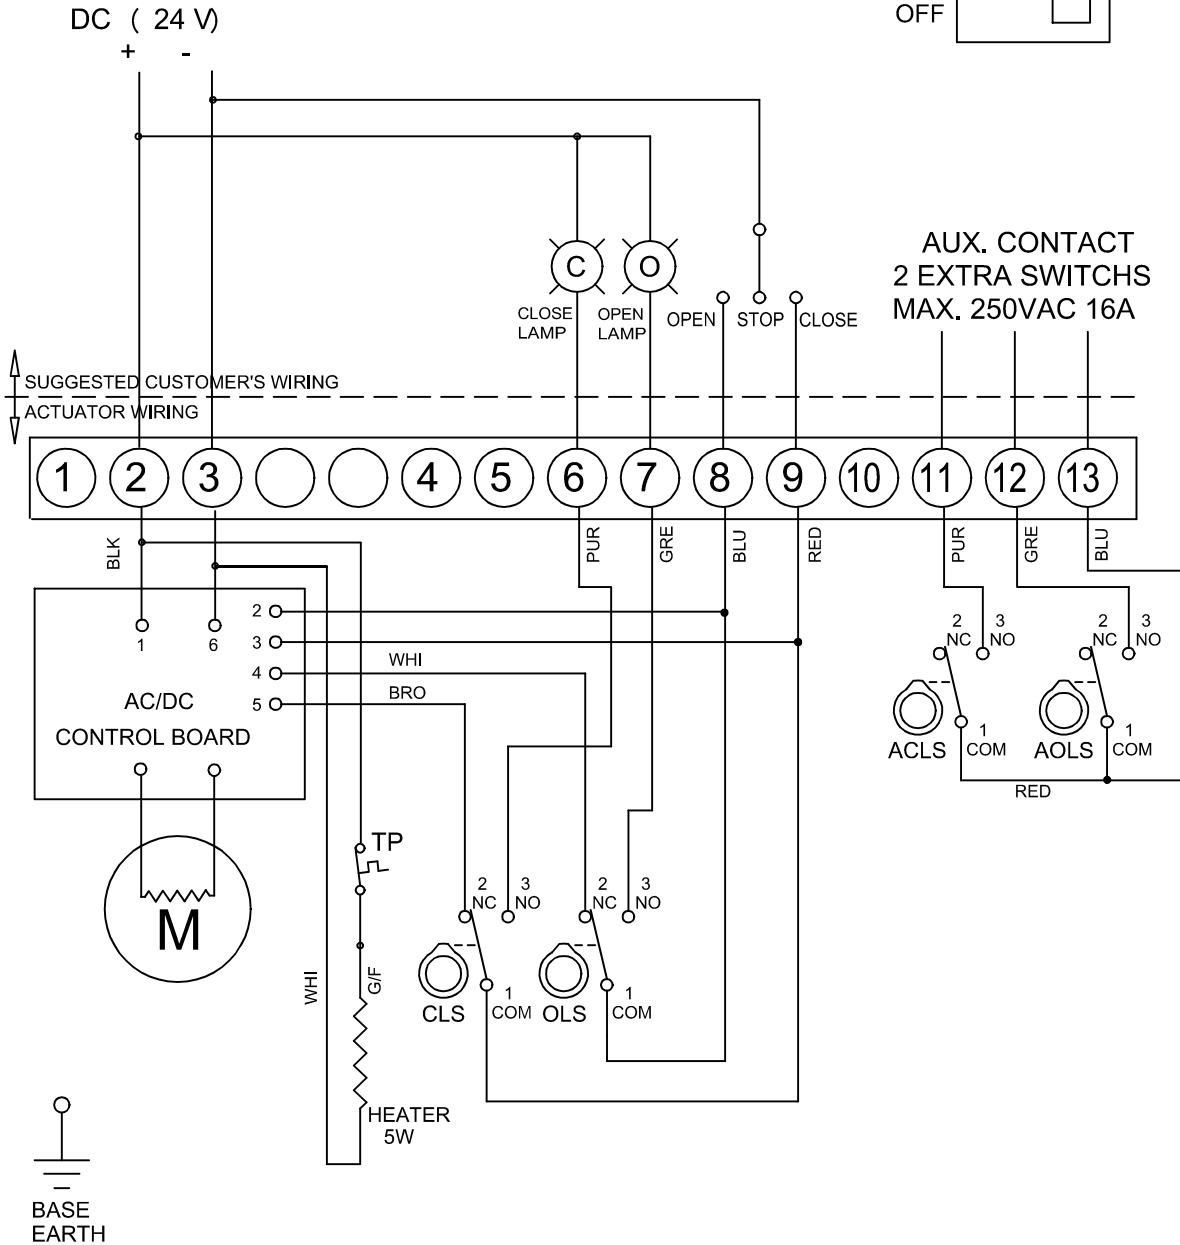 DC ( 24 V)
+ -
OFF
AUX. CONTACT
2 EXTRA SWITCHS
MAX. 250VAC 16A
C
O
CLOSE
LAMP
OPEN
LAMP
OPEN
STOP
CLOSE
SUGGESTED CUSTOMER'S WIRING
ACTUATOR WIRING
1 2 3 4 5 6 7 8 9 10 11 12 13
BLK
PUR
GRE
BLU
RED
PUR
GRE
BLU
1
6
2
3
4
5
WHI
BRO
AC/DC
CONTROL BOARD
2
NC
3
NO
2
NC
3
NO
ACLS
1
COM
AOLS
1
COM
RED
M
TP
2
NC
3
NO
2
NC
3
NO
WHI
G/F
CLS
1
COM
OLS
1
COM
HEATER
5W
BASE
EARTH